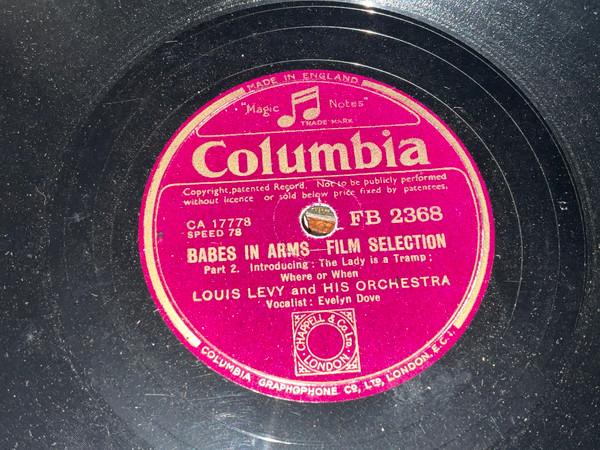 MADE IN ENGLAND
"Magic Notes"
TRADE MARK
Columbia
Copyright, patented Record. Not to be publicly performed
without licence or sold below price fixed by patentees.
CA 17778
SPEED 78
FB 2368
BABES IN ARMS FILM SELECTION
Part 2. Introducing: The Lady is a Tramp;
Where or When
LOUIS LEVY and HIS ORCHESTRA
Vocalist: Evelyn Dove
CHAPPELL & Co. Ltd
LONDON
COLUMBIA GRAPHOPHONE CO, LTD, LONDON, E.C.1.